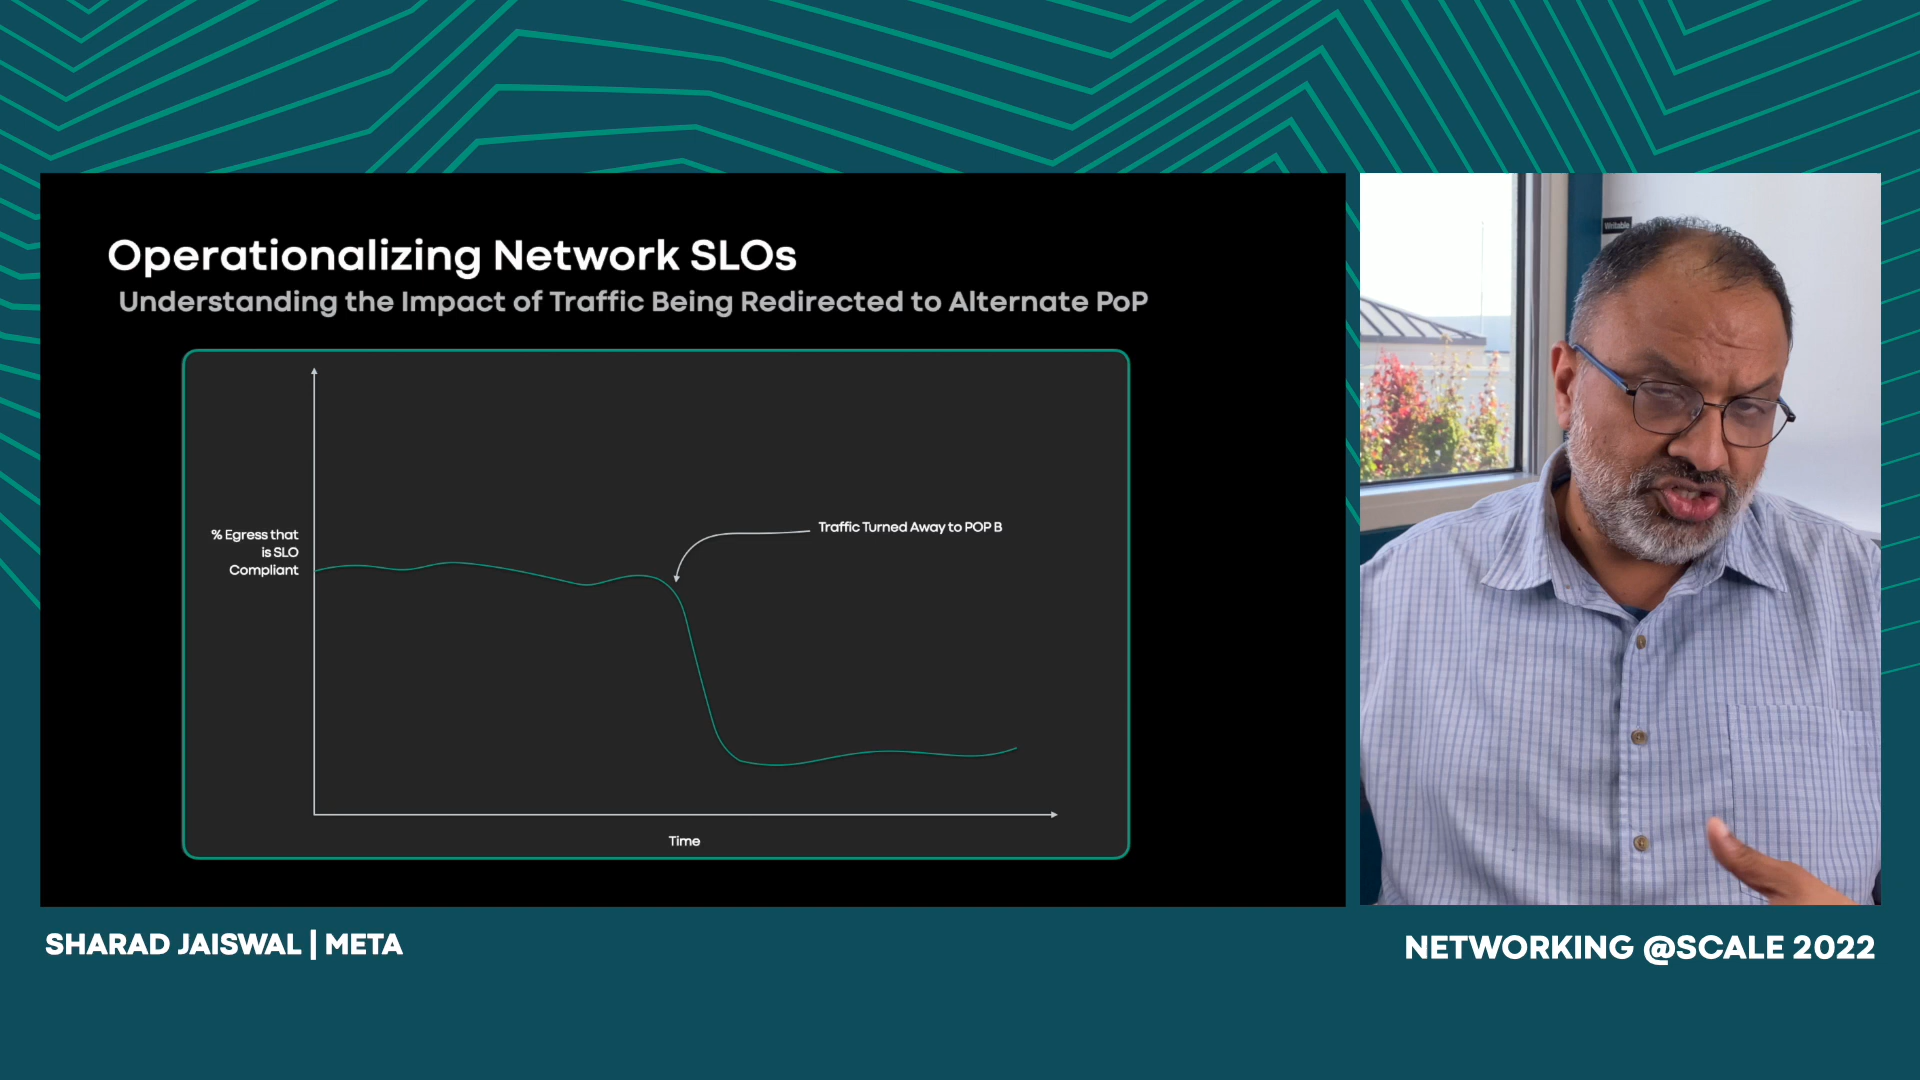 Operationalizing Network SLOs
Understanding the Impact of Traffic Being Redirected to Alternate PoP
Traffic Turned Away to POP B
% Egress that
is SLO
Compliant
Time
Writable
SHARAD JAISWAL | META
NETWORKING @SCALE 2022